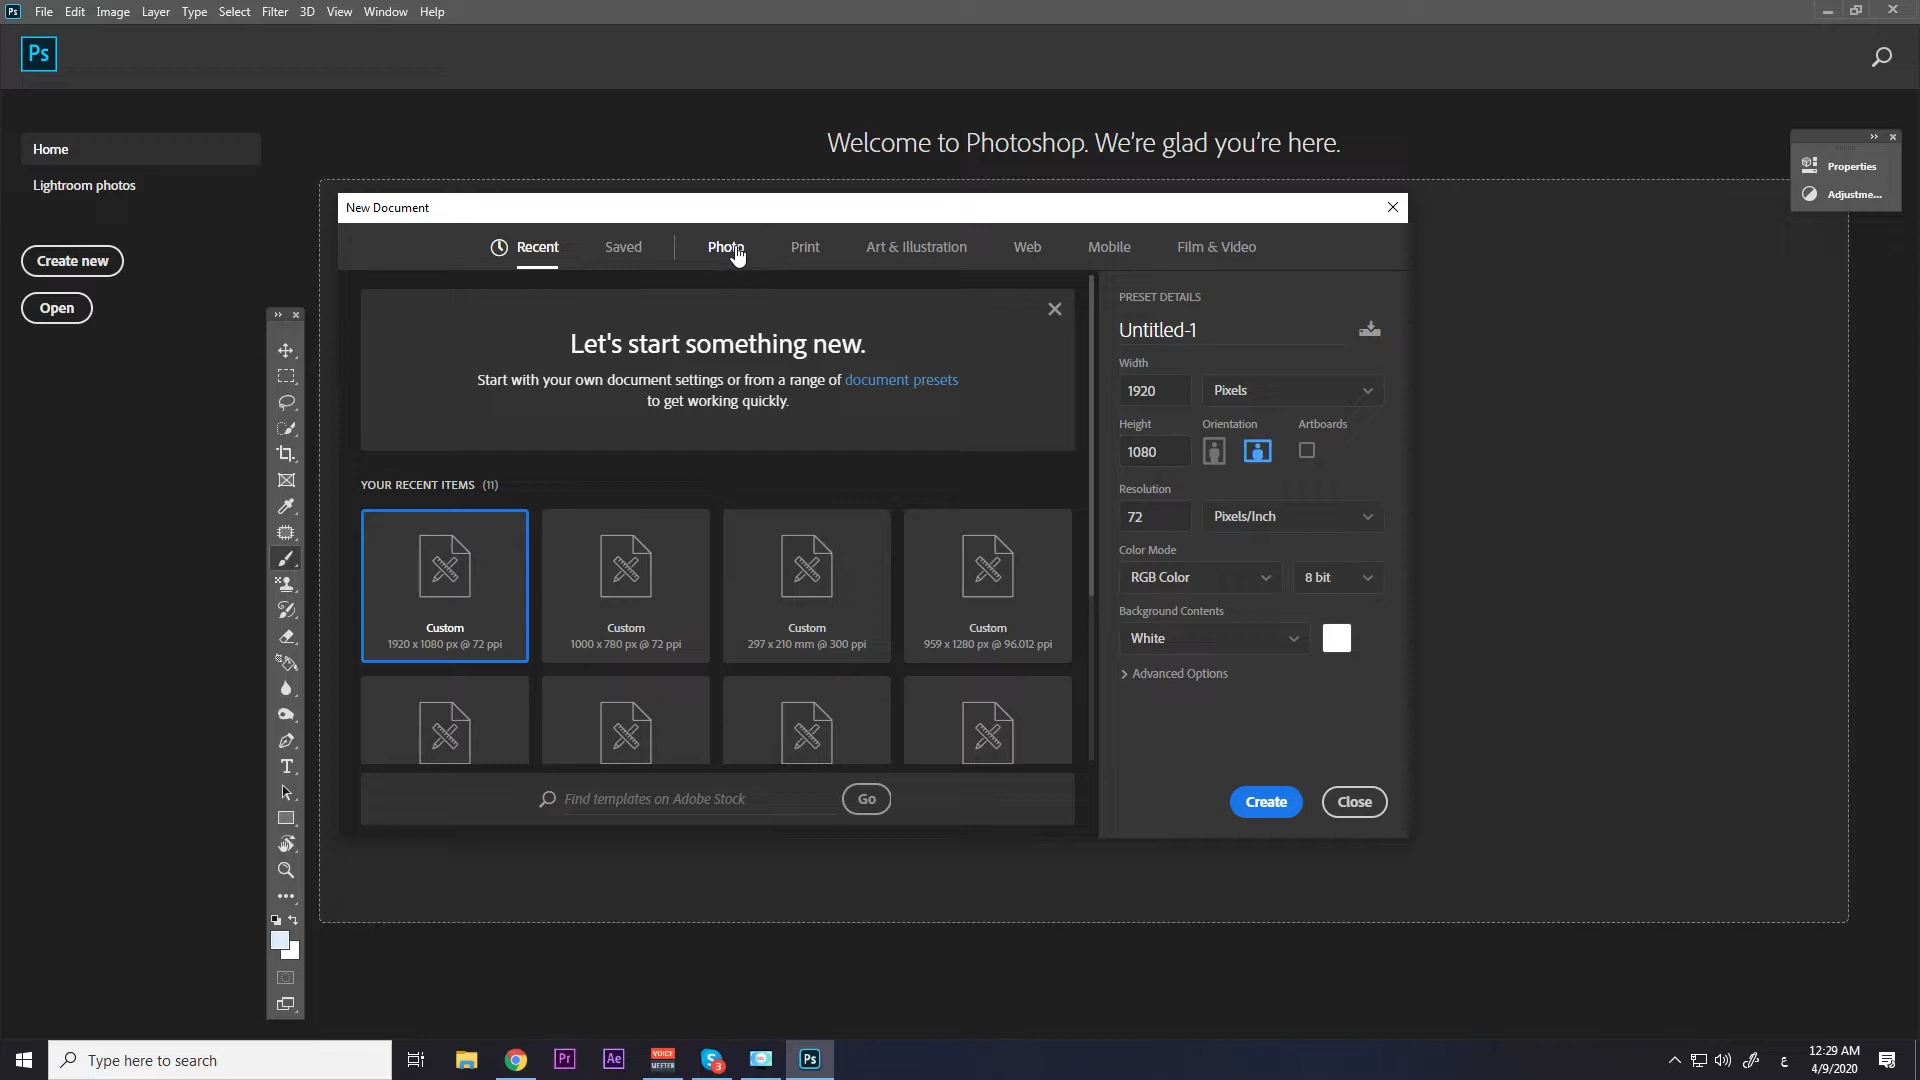 Ps File Edit Image Layer Type Select Filter 3D View Window Help
Ps
Home
Lightroom photos
Create new
Open
Welcome to Photoshop. We're glad you're here.
Properties
Adjustme...
New Document
Recent Saved Photo Print Art & Illustration Web Mobile Film & Video
Let's start something new.
Start with your own document settings or from a range of document presets
to get working quickly.
YOUR RECENT ITEMS (11)
Custom
1920 x 1080 px @ 72 ppi
Custom
1000 x 780 px @ 72 ppi
Custom
297 x 210 mm @ 300 ppi
Custom
959 x 1280 px @ 96.012 ppi
Find templates on Adobe Stock Go
PRESET DETAILS
Untitled-1
Width
1920 Pixels
Height Orientation Artboards
1080
Resolution
72 Pixels/Inch
Color Mode
RGB Color 8 bit
Background Contents
White
Advanced Options
Create Close
Type here to search
Pr
Ae
VOICE
MEETER
3
Ps
ع
12:29 AM
4/9/2020